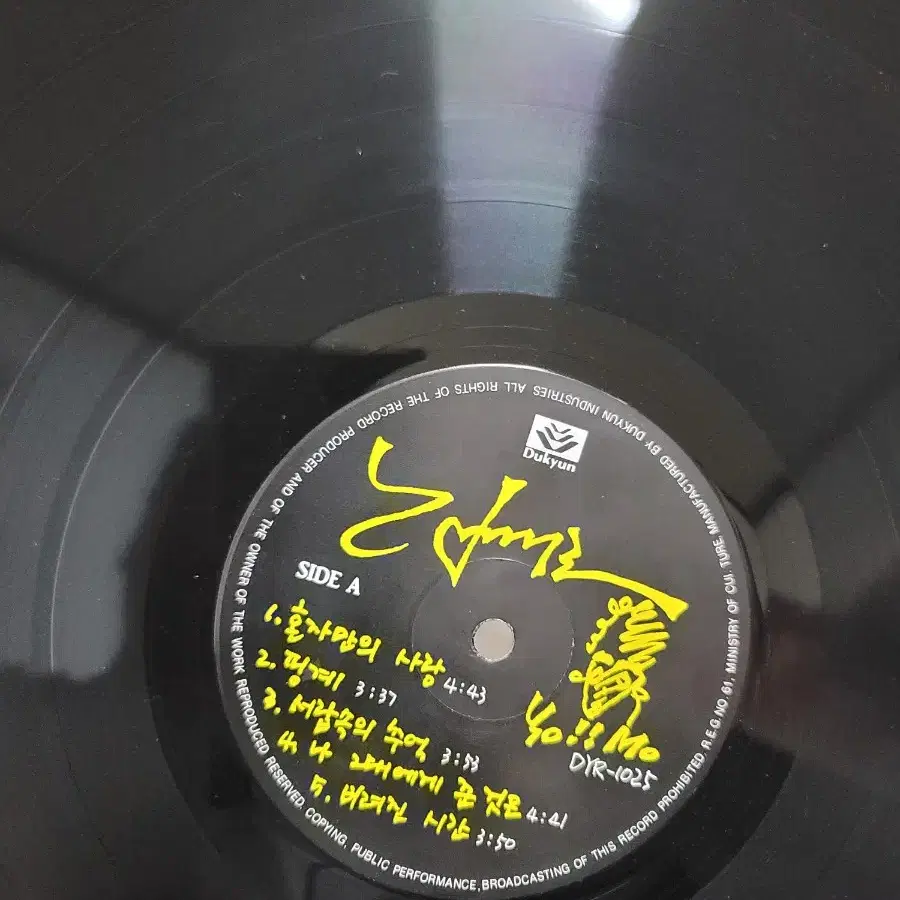 Dukyun
SIDE A
1. 혼자만의 사랑 4:43
2. 핑계 3:37
3. 서랍속의 추억 3:53
4. 나 그대에게 준 것은 4:41
5. 버려진 시간 3:50
Yo!! Mo
DYR-1025
MANUFACTURED BY DUKYUN INDUSTRIES ALL RIGHTS OF THE RECORD PRODUCER AND OF THE OWNER OF THE WORK REPRODUCED RESERVED. COPYING, PUBLIC PERFORMANCE, BROADCASTING OF THIS RECORD PROHIBITED. R.E.G NO. 61. MINISTRY OF CUL TURE